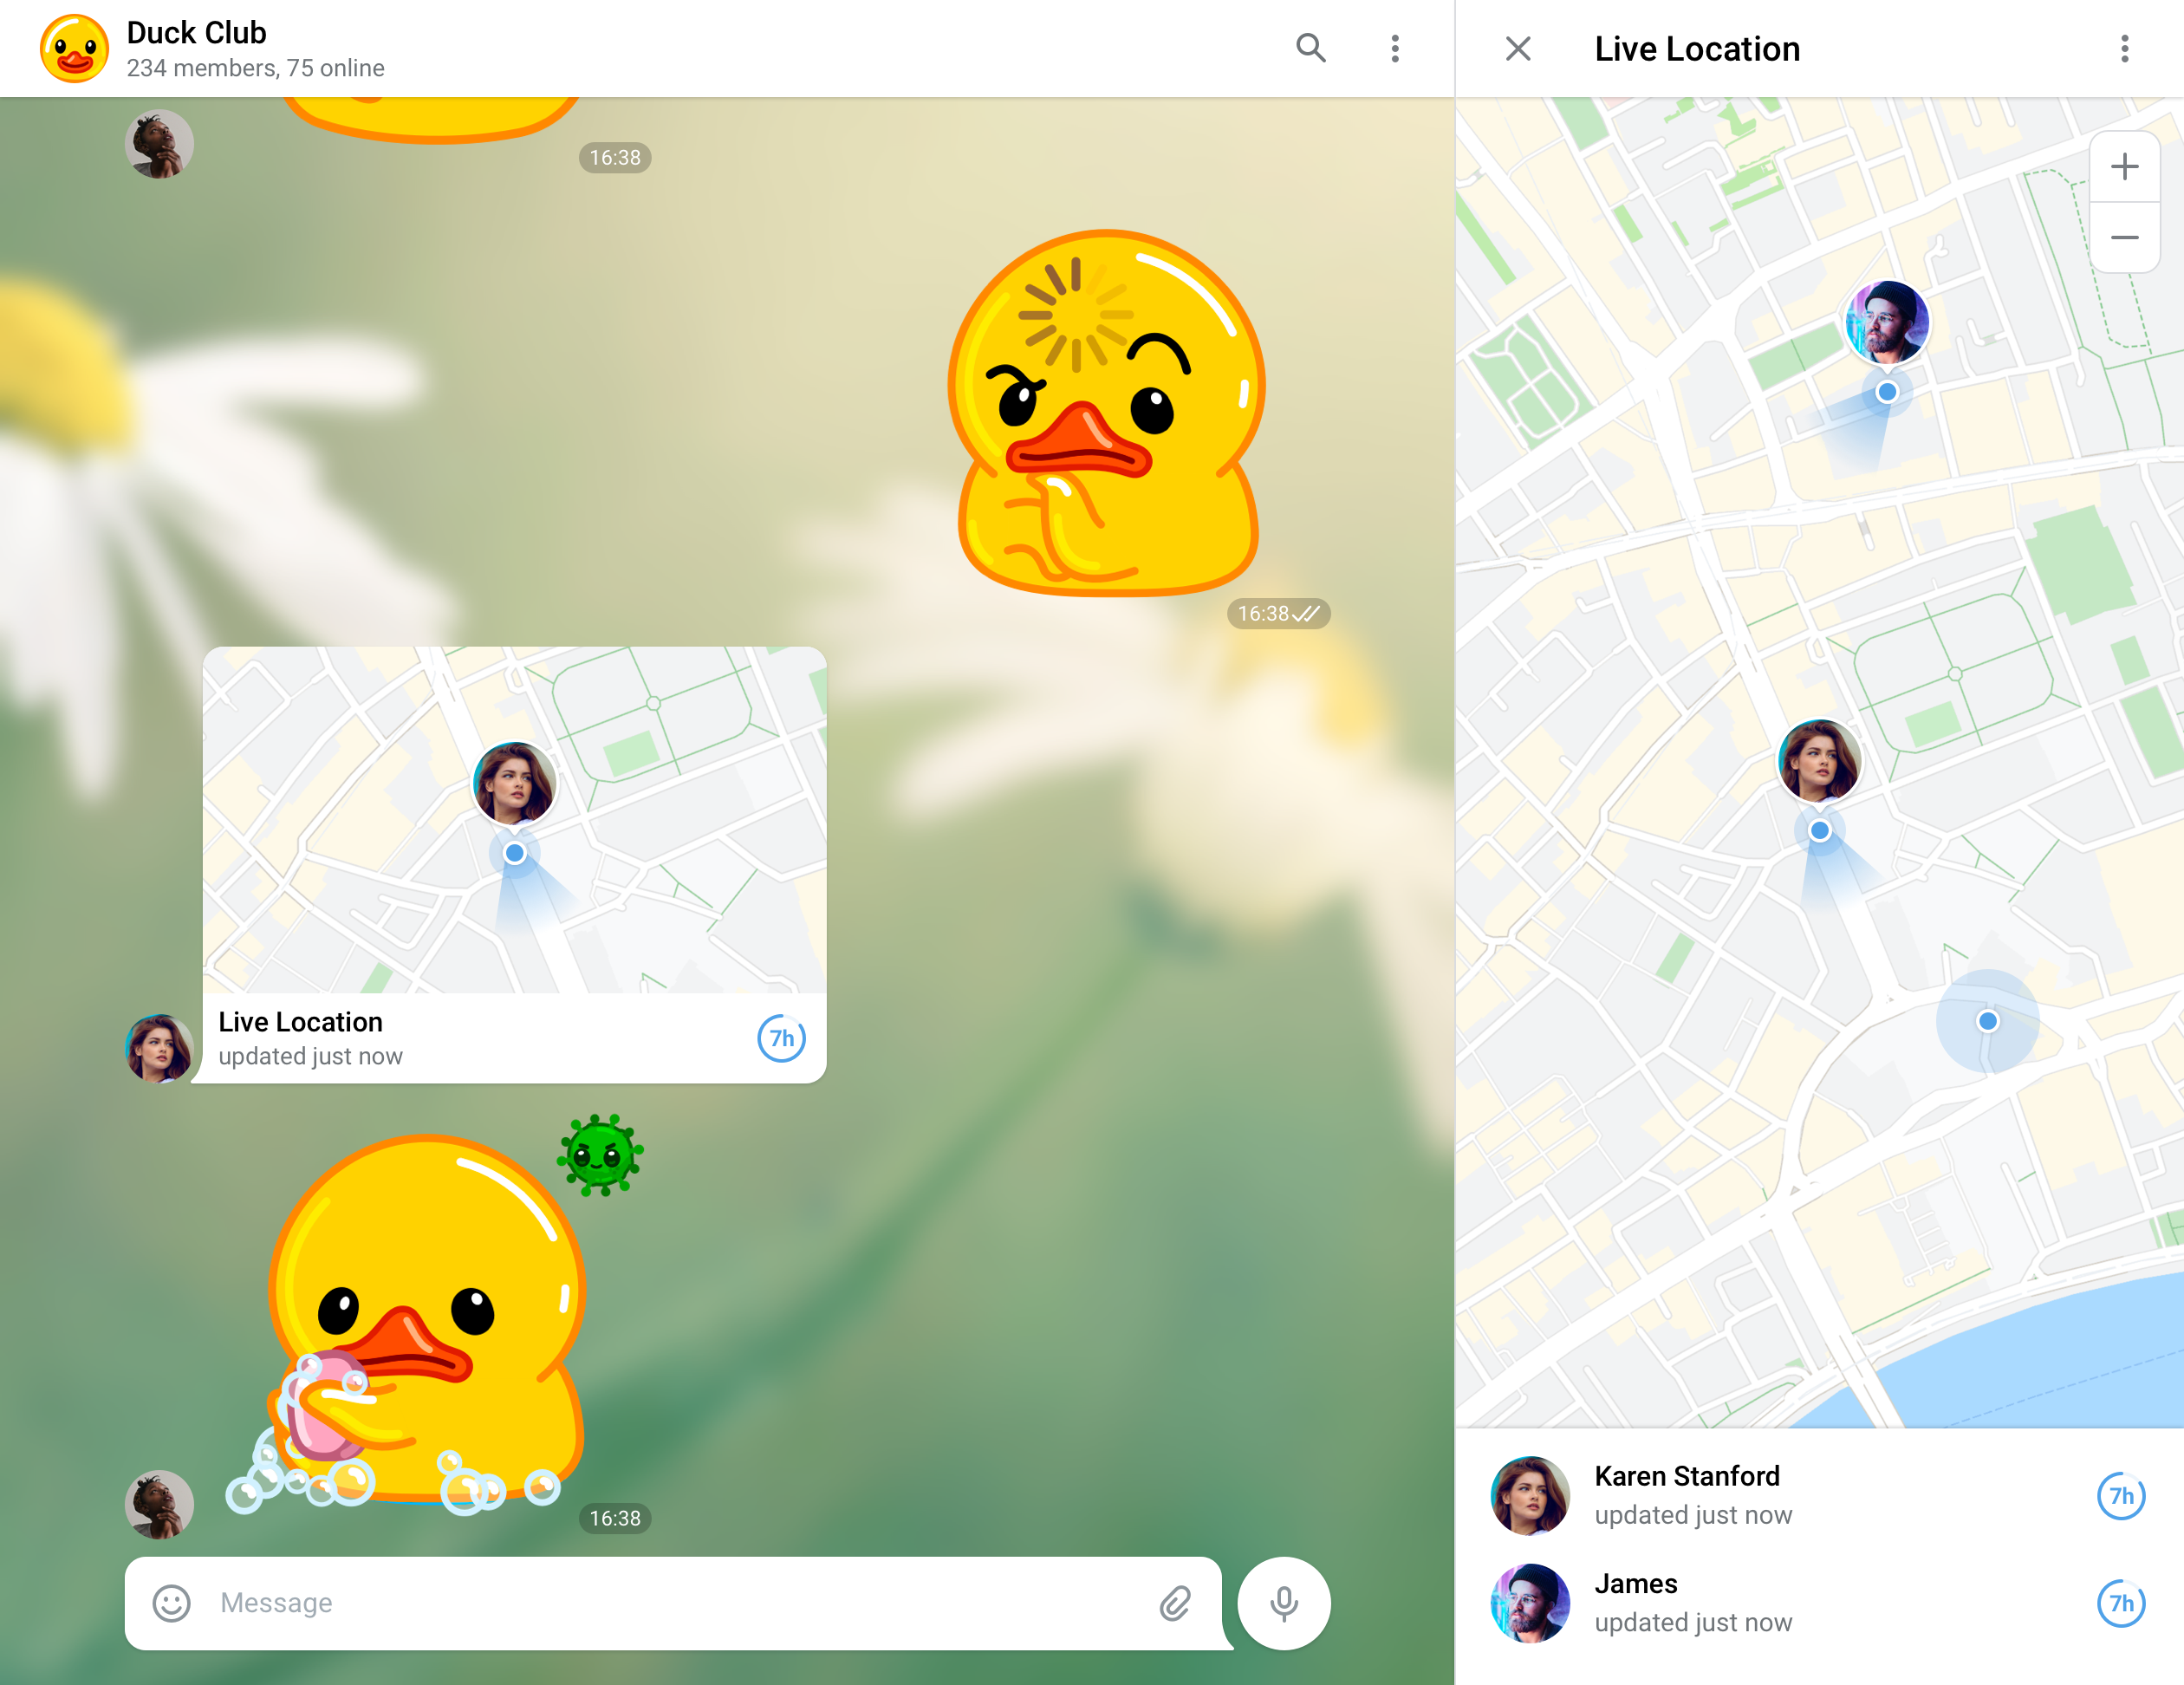 Duck Club
234 members, 75 online
16:38
16:38
Live Location
updated just now
7h
16:38
Message
Live Location
Karen Stanford
updated just now
7h
James
updated just now
7h